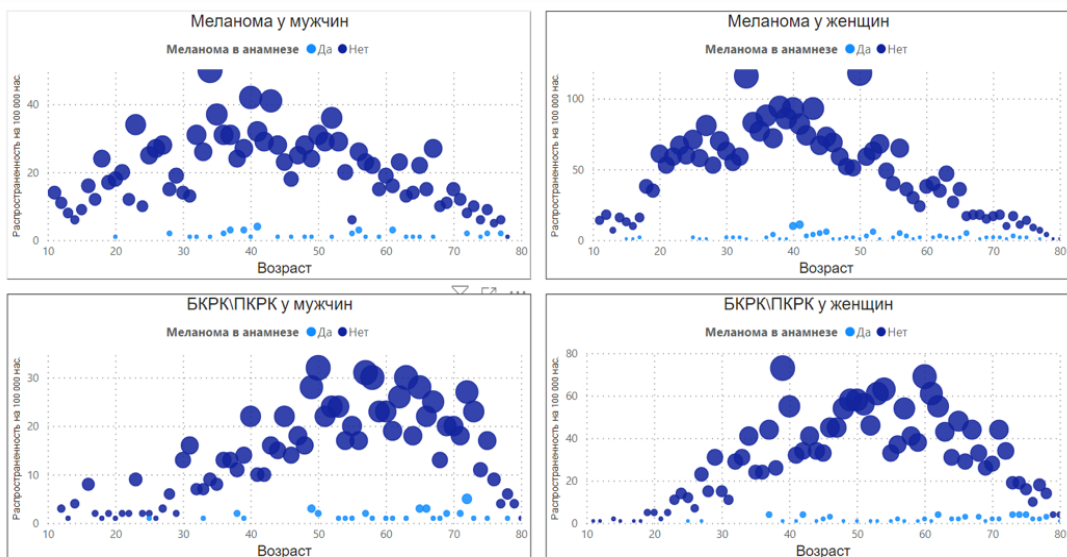 Меланома у мужчин
Меланома в анамнезе Да Нет
Распространенность на 100 000 нас.
40
20
0
10 20 30 40 50 60 70 80
Возраст
Меланома у женщин
Меланома в анамнезе Да Нет
Распространенность на 100 000 нас.
100
50
0
10 20 30 40 50 60 70 80
Возраст
БКРК\ПКРК у мужчин
Меланома в анамнезе Да Нет
Распространенность на 100 000 нас.
30
20
10
0
10 20 30 40 50 60 70 80
Возраст
БКРК\ПКРК у женщин
Меланома в анамнезе Да Нет
Распространенность на 100 000 нас.
80
60
40
20
0
10 20 30 40 50 60 70 80
Возраст